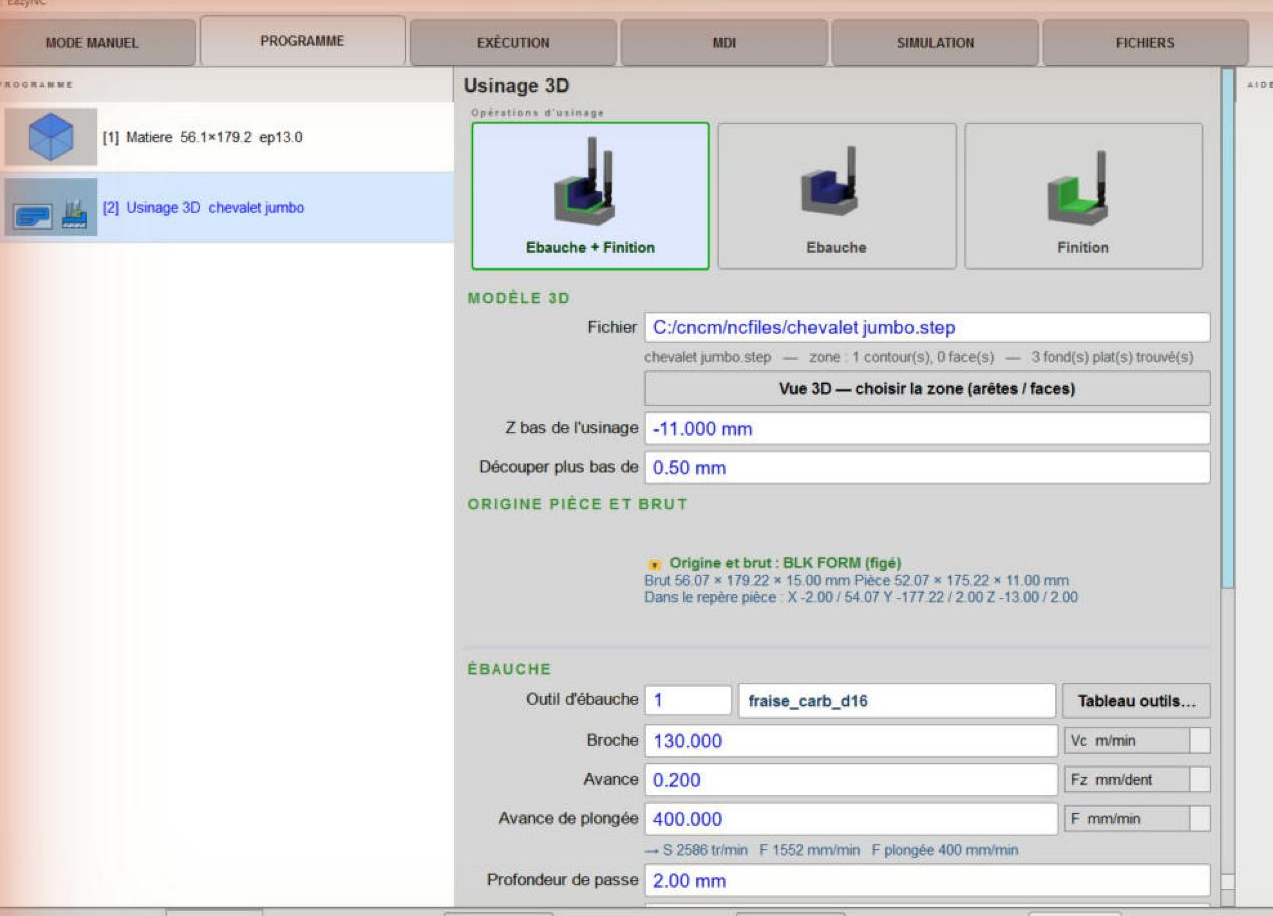 EazyNC
MODE MANUEL
PROGRAMME
EXÉCUTION
MDI
SIMULATION
FICHIERS
PROGRAMME
[1] Matiere 56.1×179.2 ep13.0
[2] Usinage 3D chevalet jumbo
Usinage 3D
AIDE
Opérations d'usinage
Ebauche + Finition
Ebauche
Finition
MODÈLE 3D
Fichier C:/cncm/ncfiles/chevalet jumbo.step
chevalet jumbo.step — zone : 1 contour(s), 0 face(s) — 3 fond(s) plat(s) trouvé(s)
Vue 3D — choisir la zone (arêtes / faces)
Z bas de l'usinage -11.000 mm
Découper plus bas de 0.50 mm
ORIGINE PIÈCE ET BRUT
Origine et brut : BLK FORM (figé)
Brut 56.07 × 179.22 × 15.00 mm Pièce 52.07 × 175.22 × 11.00 mm
Dans le repère pièce : X -2.00 / 54.07 Y -177.22 / 2.00 Z -13.00 / 2.00
ÉBAUCHE
Outil d'ébauche 1 fraise_carb_d16 Tableau outils...
Broche 130.000 Vc m/min
Avance 0.200 Fz mm/dent
Avance de plongée 400.000 F mm/min
→ S 2586 tr/min F 1552 mm/min F plongée 400 mm/min
Profondeur de passe 2.00 mm